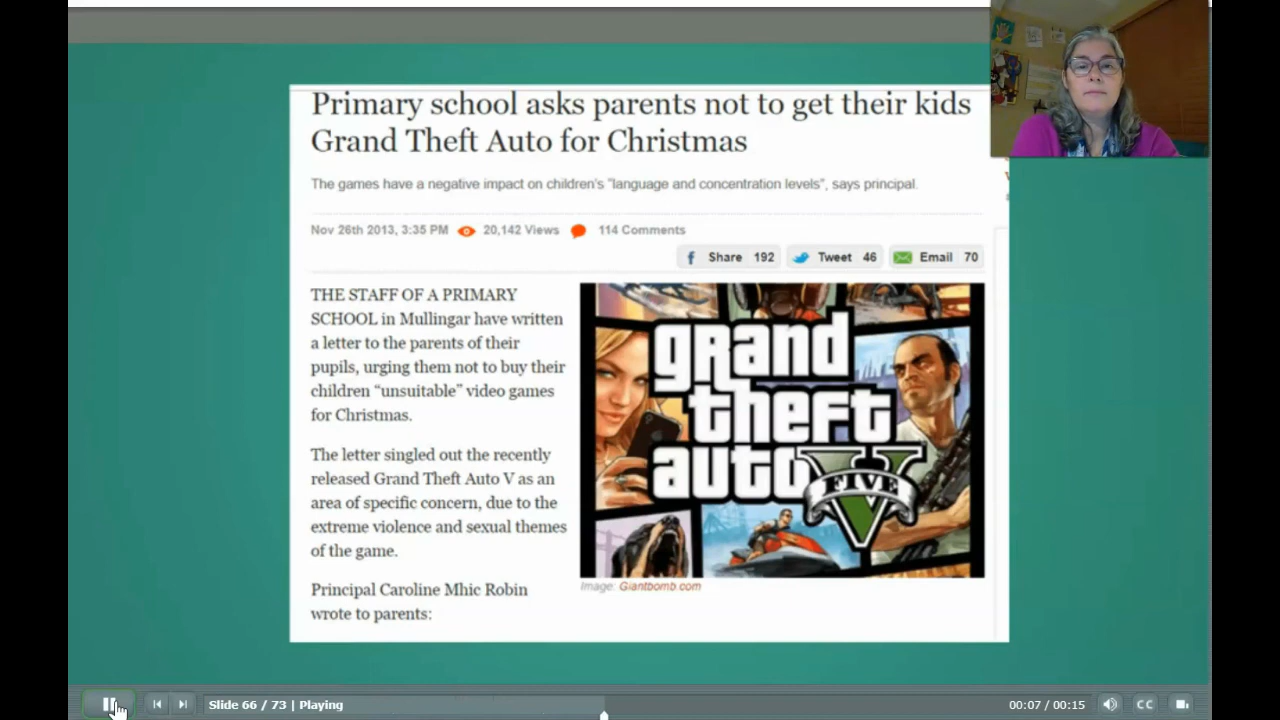 Primary school asks parents not to get their kids
Grand Theft Auto for Christmas
The games have a negative impact on children's "language and concentration levels", says principal.
Nov 26th 2013, 3:35 PM 20,142 Views 114 Comments
Share 192 Tweet 46 Email 70
THE STAFF OF A PRIMARY
SCHOOL in Mullingar have written
a letter to the parents of their
pupils, urging them not to buy their
children “unsuitable” video games
for Christmas.
The letter singled out the recently
released Grand Theft Auto V as an
area of specific concern, due to the
extreme violence and sexual themes
of the game.
Principal Caroline Mhic Robin
wrote to parents:
grand
theft
auto V
FIVE
Image: Giantbomb.com
Slide 66 / 73 | Playing
00:07 / 00:15
CC